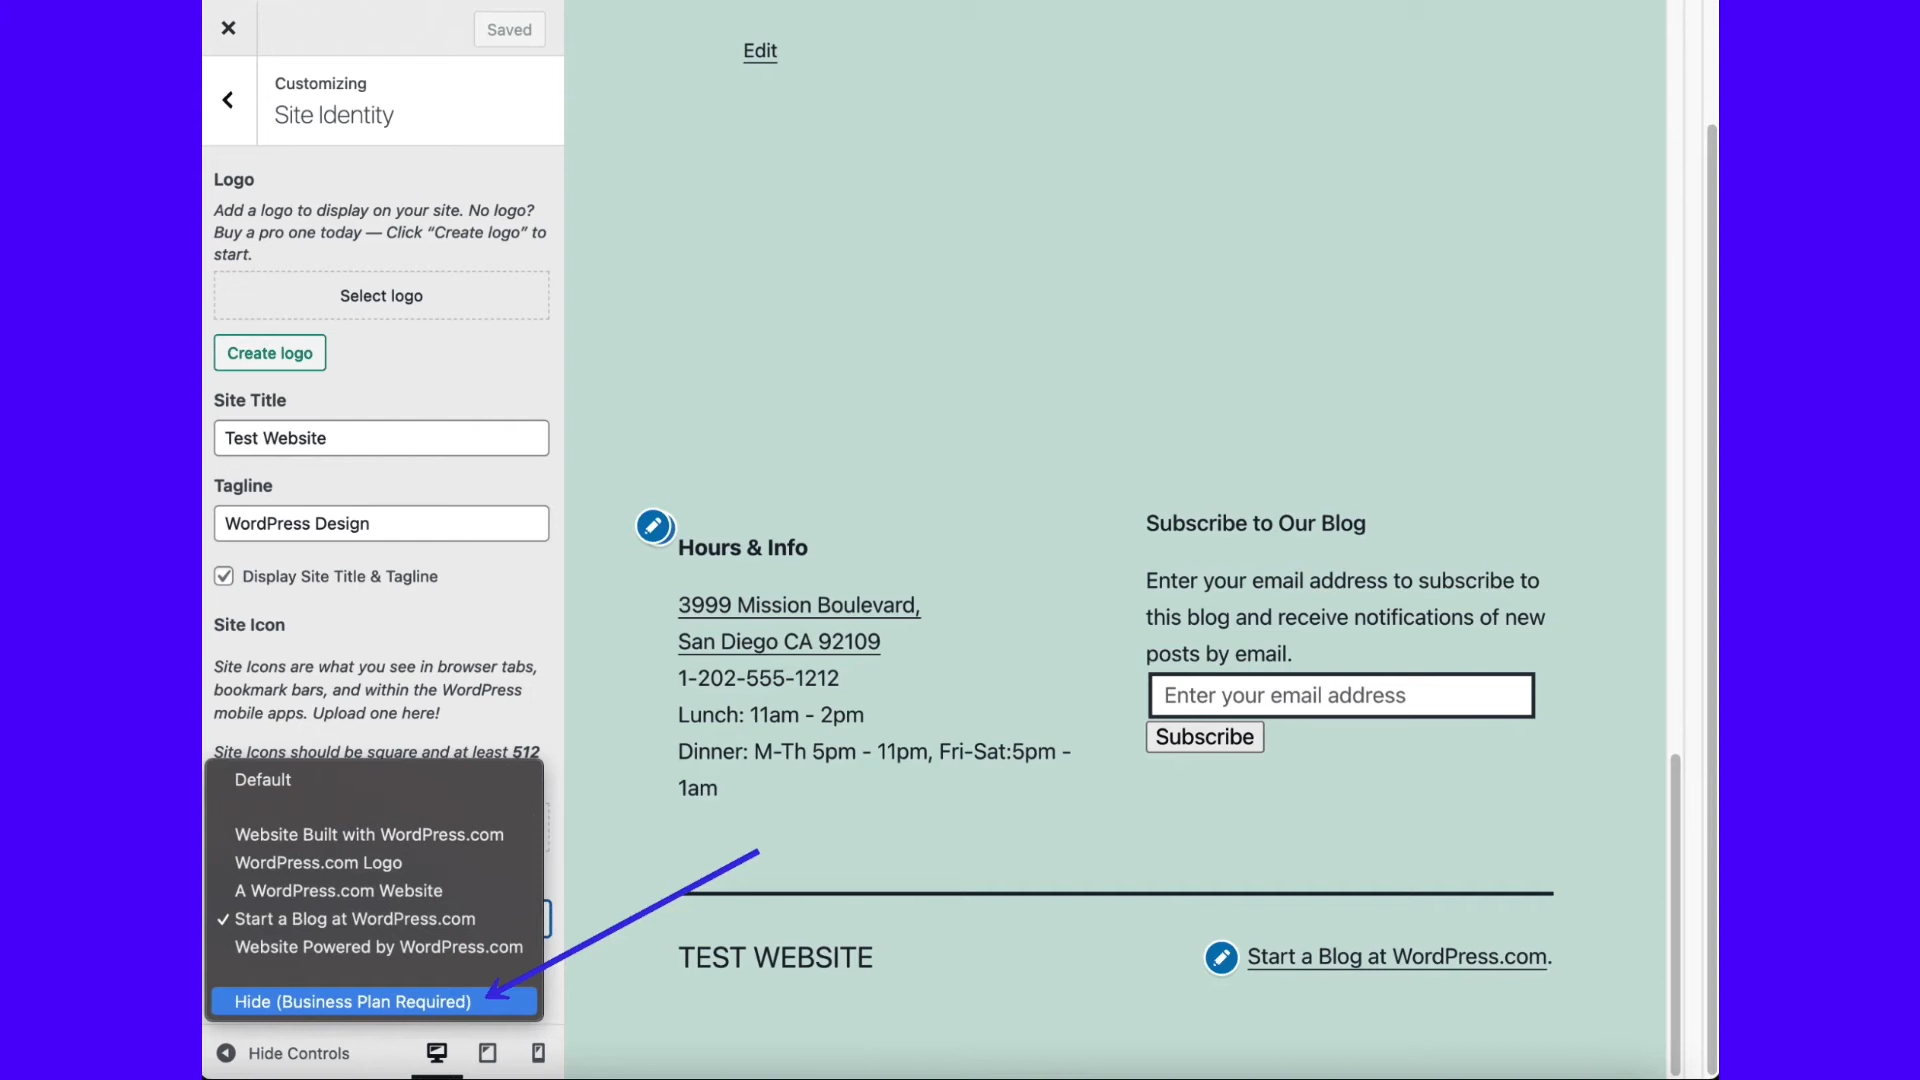 Saved
Customizing
Site Identity
Logo
Add a logo to display on your site. No logo?
Buy a pro one today — Click “Create logo” to
start.
Select logo
Create logo
Site Title
Test Website
Tagline
WordPress Design
Display Site Title & Tagline
Site Icon
Site Icons are what you see in browser tabs,
bookmark bars, and within the WordPress
mobile apps. Upload one here!
Site Icons should be square and at least 512
Default
Website Built with WordPress.com
WordPress.com Logo
A WordPress.com Website
Start a Blog at WordPress.com
Website Powered by WordPress.com
Hide (Business Plan Required)
Hide Controls
Edit
Hours & Info
3999 Mission Boulevard,
San Diego CA 92109
1-202-555-1212
Lunch: 11am - 2pm
Dinner: M-Th 5pm - 11pm, Fri-Sat:5pm -
1am
Subscribe to Our Blog
Enter your email address to subscribe to
this blog and receive notifications of new
posts by email.
Enter your email address
Subscribe
TEST WEBSITE
Start a Blog at WordPress.com.